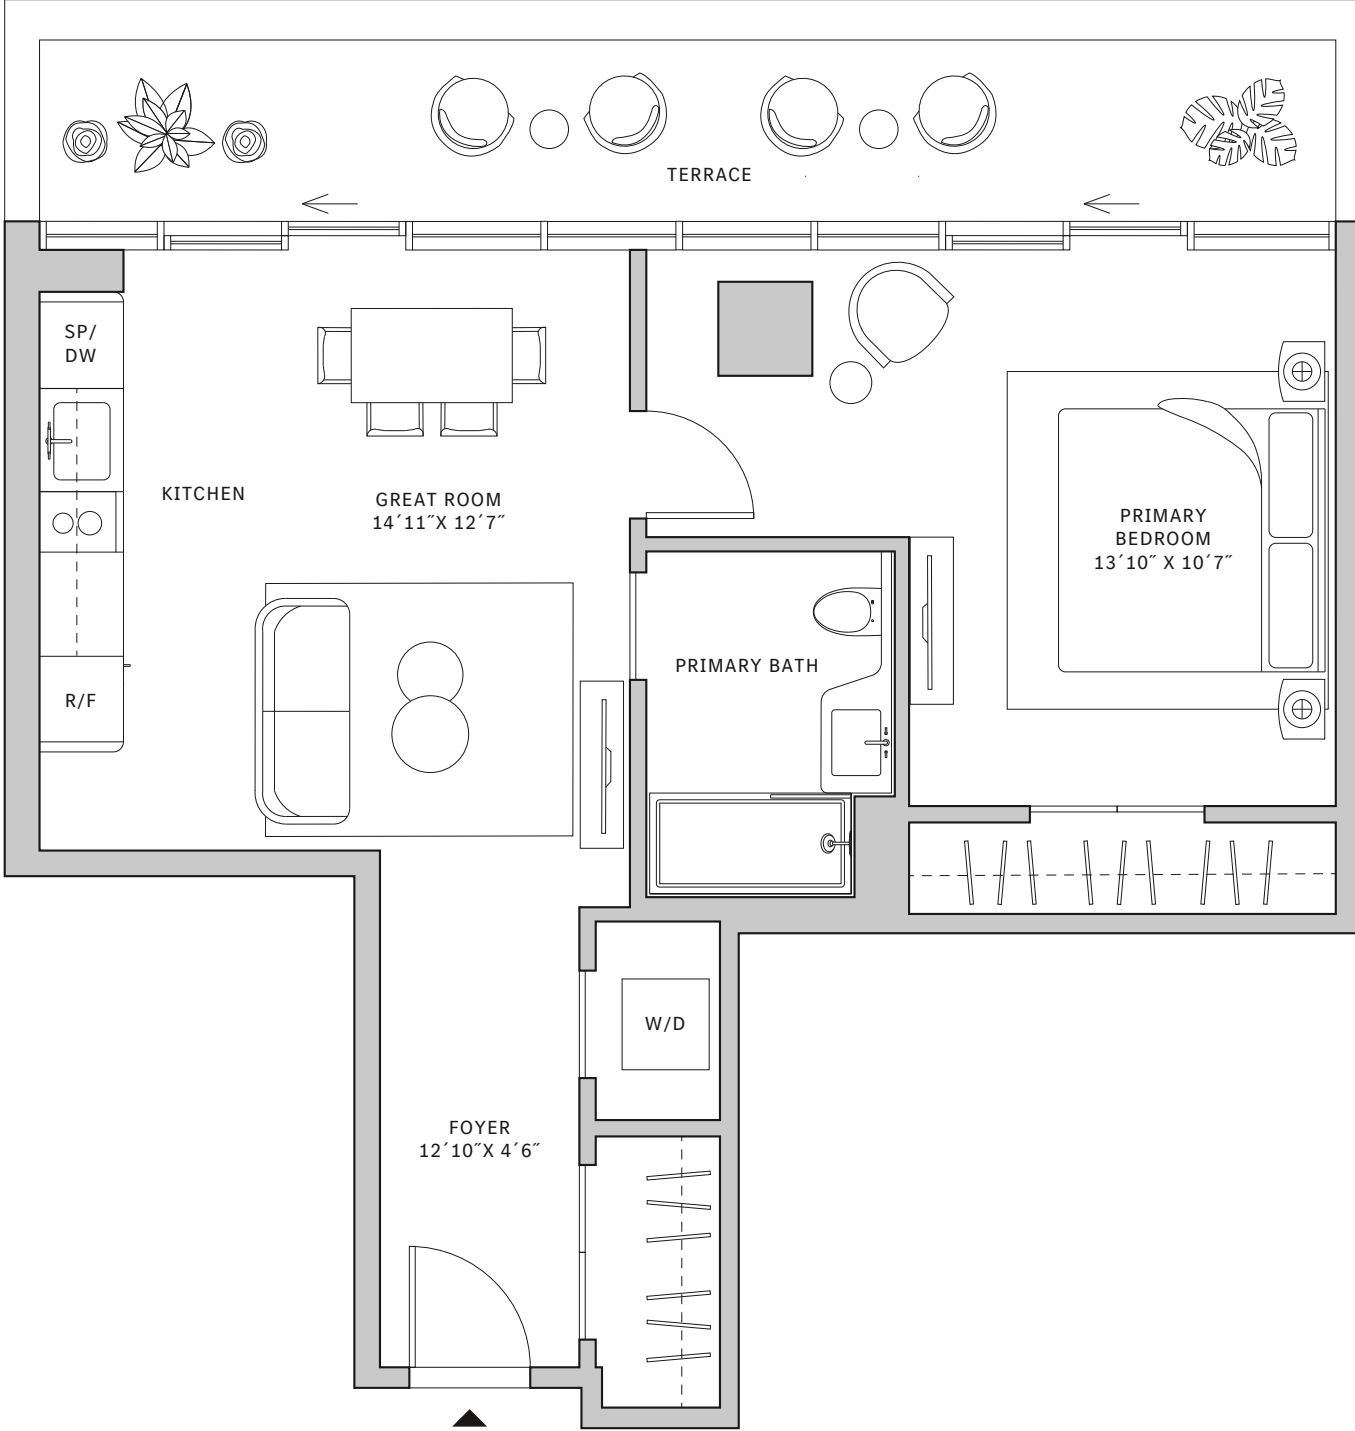 TERRACE
SP/
DW
KITCHEN
GREAT ROOM
14´11˝X 12´7˝
PRIMARY
BEDROOM
13´10˝ X 10´7˝
PRIMARY BATH
R/F
W/D
FOYER
12´10˝X 4´6˝